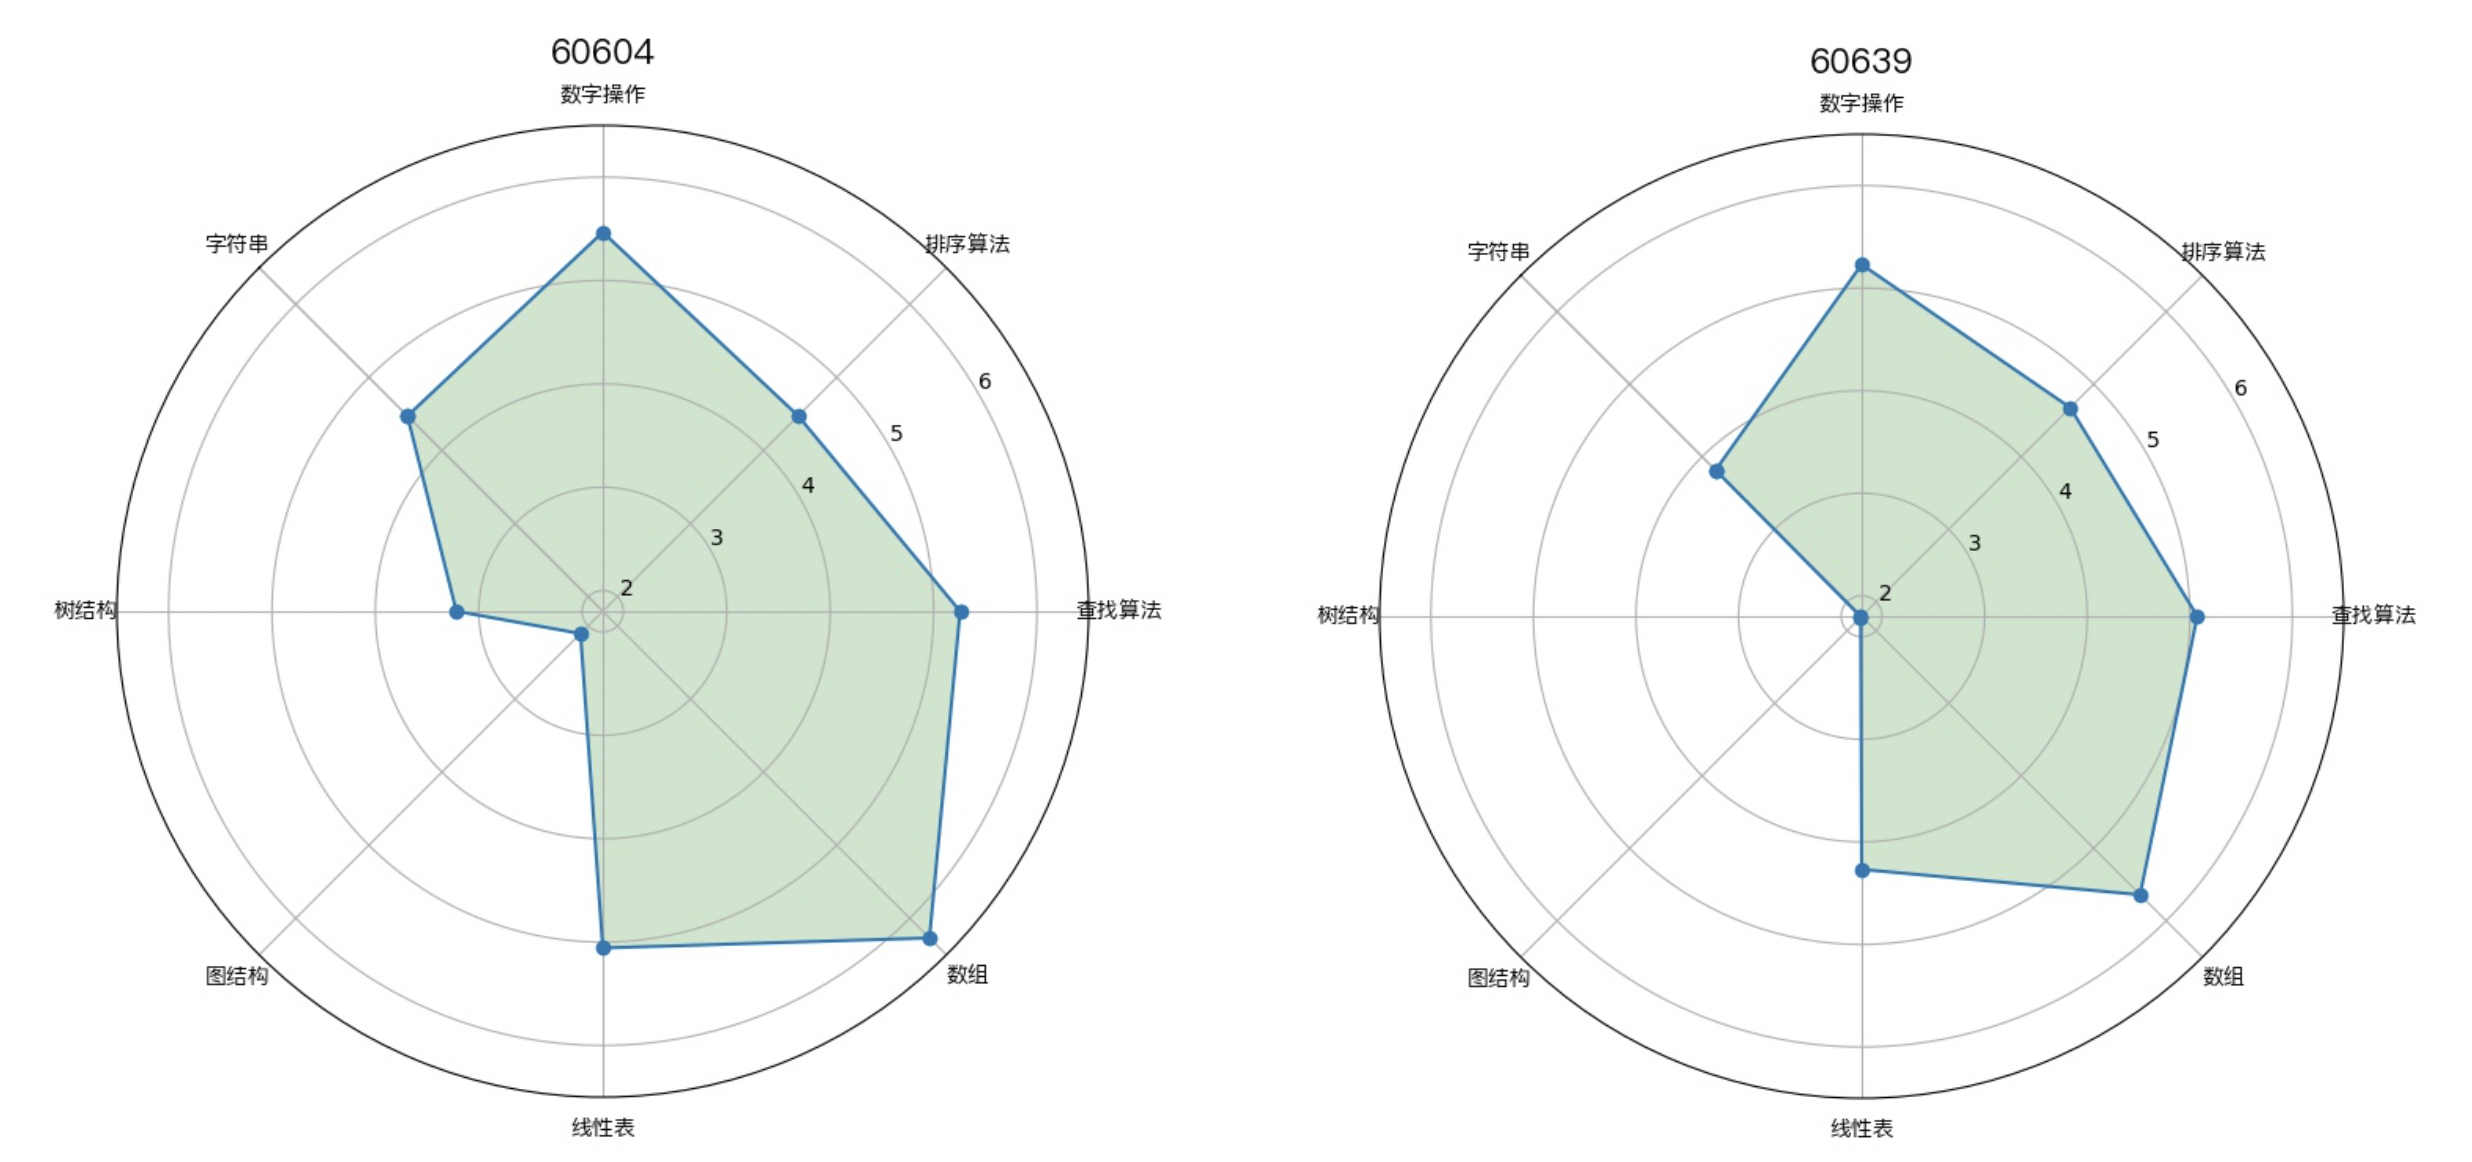 60604
数字操作
字符串
排序算法
6
5
4
3
2
树结构
查找算法
图结构
数组
线性表
60639
数字操作
字符串
排序算法
6
5
4
3
2
树结构
查找算法
图结构
数组
线性表